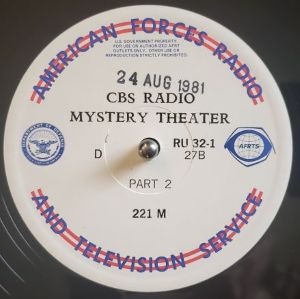 AMERICAN FORCES RADIO
U.S. GOVERNMENT PROPERTY
FOR USE ON AUTHORIZED AFRT
OUTLETS ONLY. OTHER USE OR
REPRODUCTION STRICTLY PROHIBITED.
24 AUG 1981
CBS RADIO
MYSTERY THEATER
D
RU 32-1
27B
AFRTS
PART 2
221 M
AND TELEVISION SERVICE